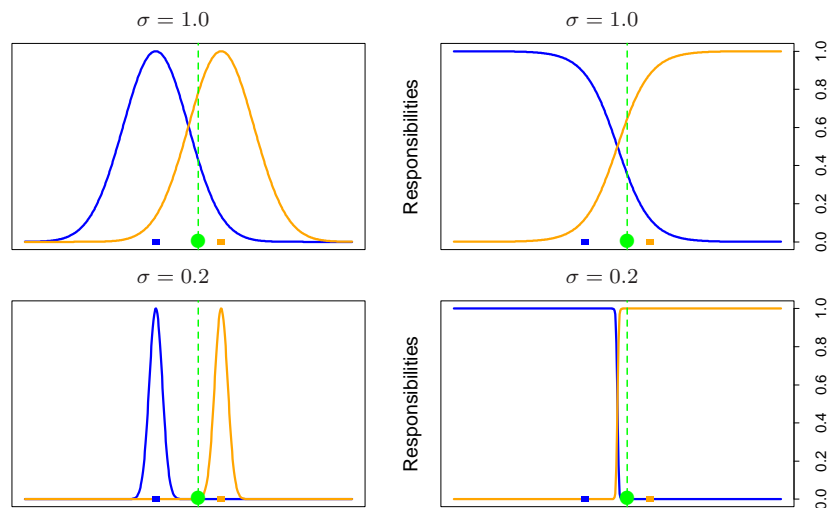 σ = 1.0
σ = 1.0
Responsibilities
0.0 0.2 0.4 0.6 0.8 1.0
σ = 0.2
σ = 0.2
Responsibilities
0.0 0.2 0.4 0.6 0.8 1.0